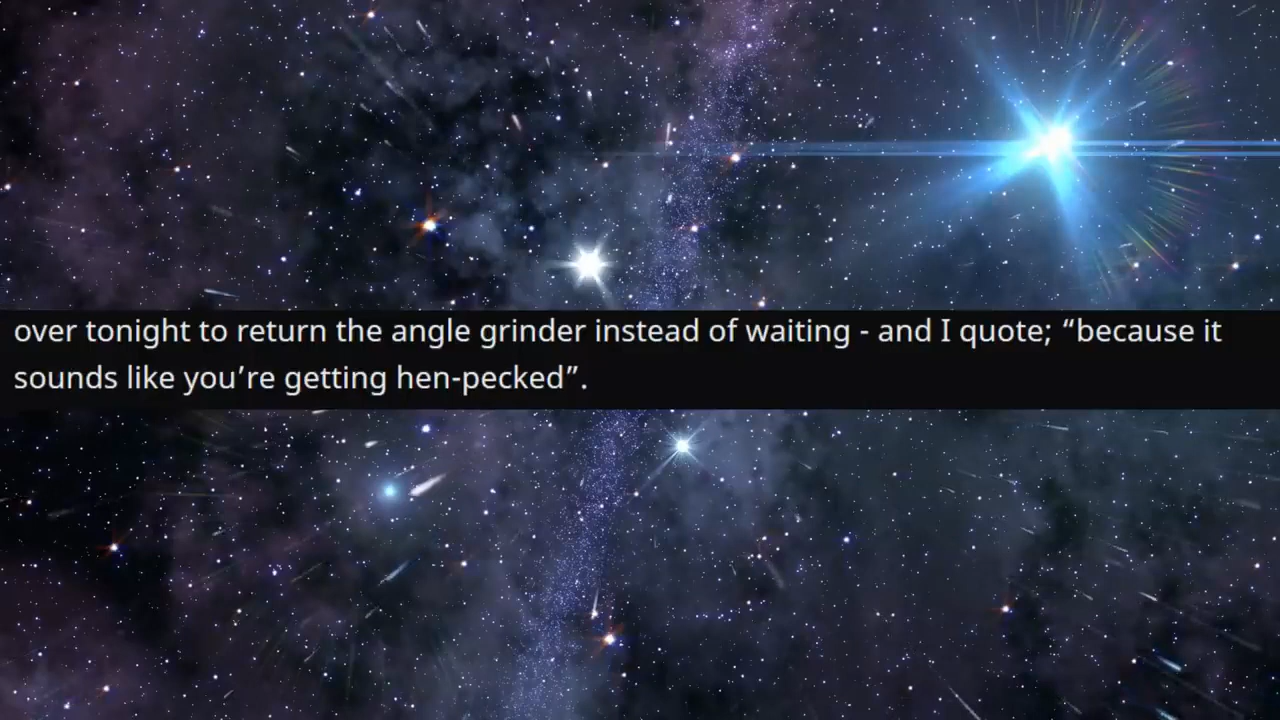 over tonight to return the angle grinder instead of waiting - and I quote; “because it
sounds like you’re getting hen-pecked”.